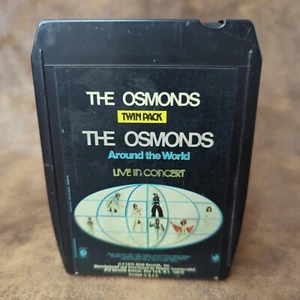 THE OSMONDS
TWIN PACK
THE OSMONDS
Around the World
LIVE IN CONCERT